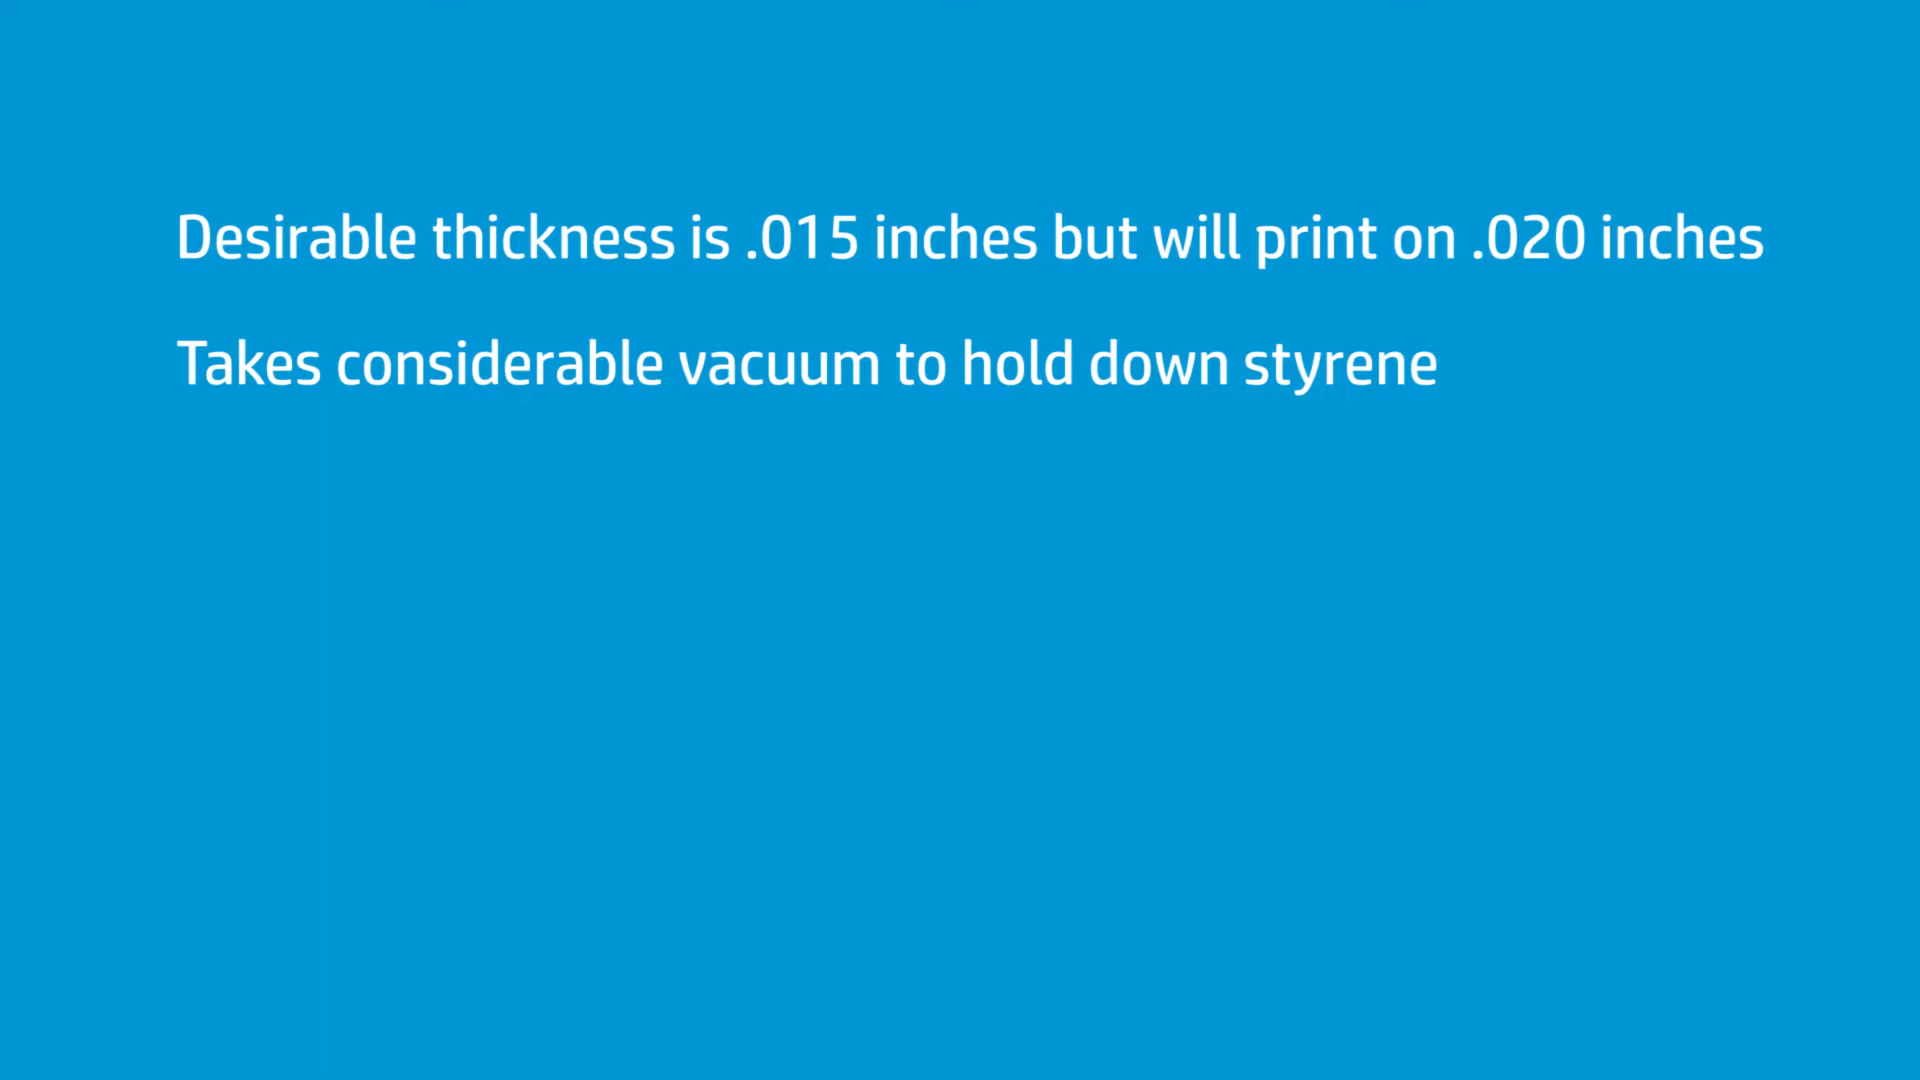 Desirable thickness is .015 inches but will print on .020 inches
Takes considerable vacuum to hold down styrene